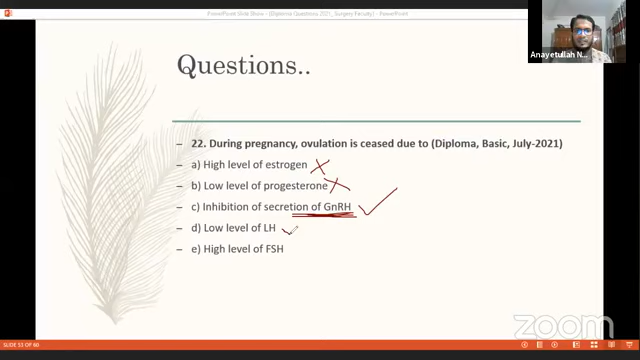 PowerPoint Slide Show - (Diploma Questions 2021_ Surgery Faculty) - PowerPoint
Anayetullah N...
Questions..
– 22. During pregnancy, ovulation is ceased due to (Diploma, Basic, July-2021)
– a) High level of estrogen
– b) Low level of progesterone
– c) Inhibition of secretion of GnRH
– d) Low level of LH
– e) High level of FSH
zoom
SLIDE 53 OF 60